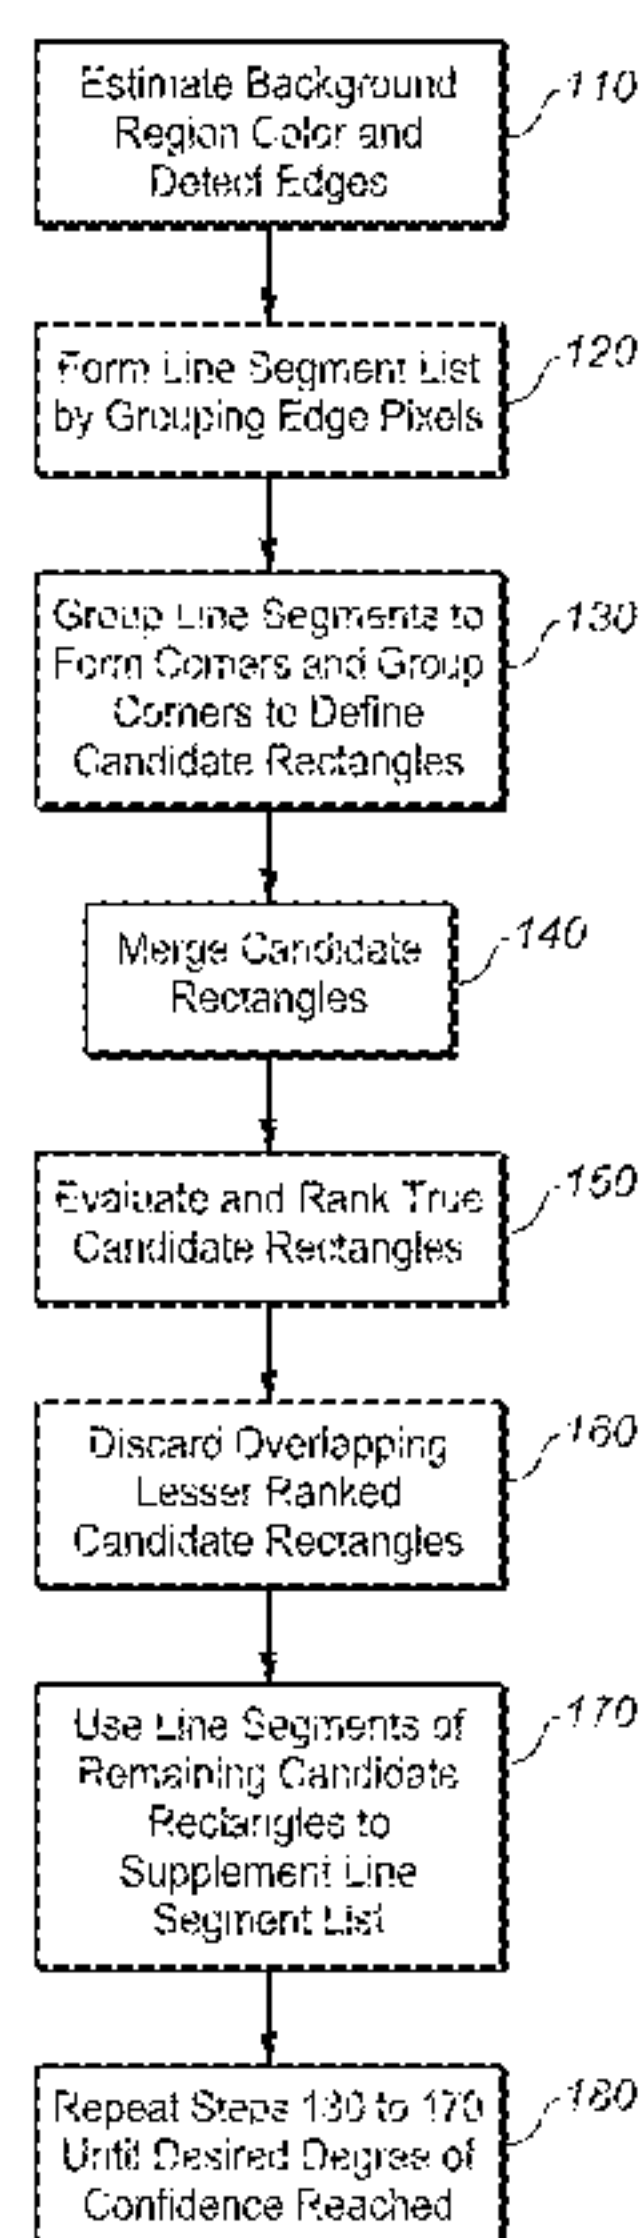 Estimate Background
Region Color and
Detect Edges
110
Form Line Segment List
by Grouping Edge Pixels
120
Group Line Segments to
Form Corners and Group
Corners to Define
Candidate Rectangles
130
Merge Candidate
Rectangles
140
Evaluate and Rank True
Candidate Rectangles
150
Discard Overlapping
Lesser Ranked
Candidate Rectangles
160
Use Line Segments of
Remaining Candidate
Rectangles to
Supplement Line
Segment List
170
Repeat Steps 130 to 170
Until Desired Degree of
Confidence Reached
180